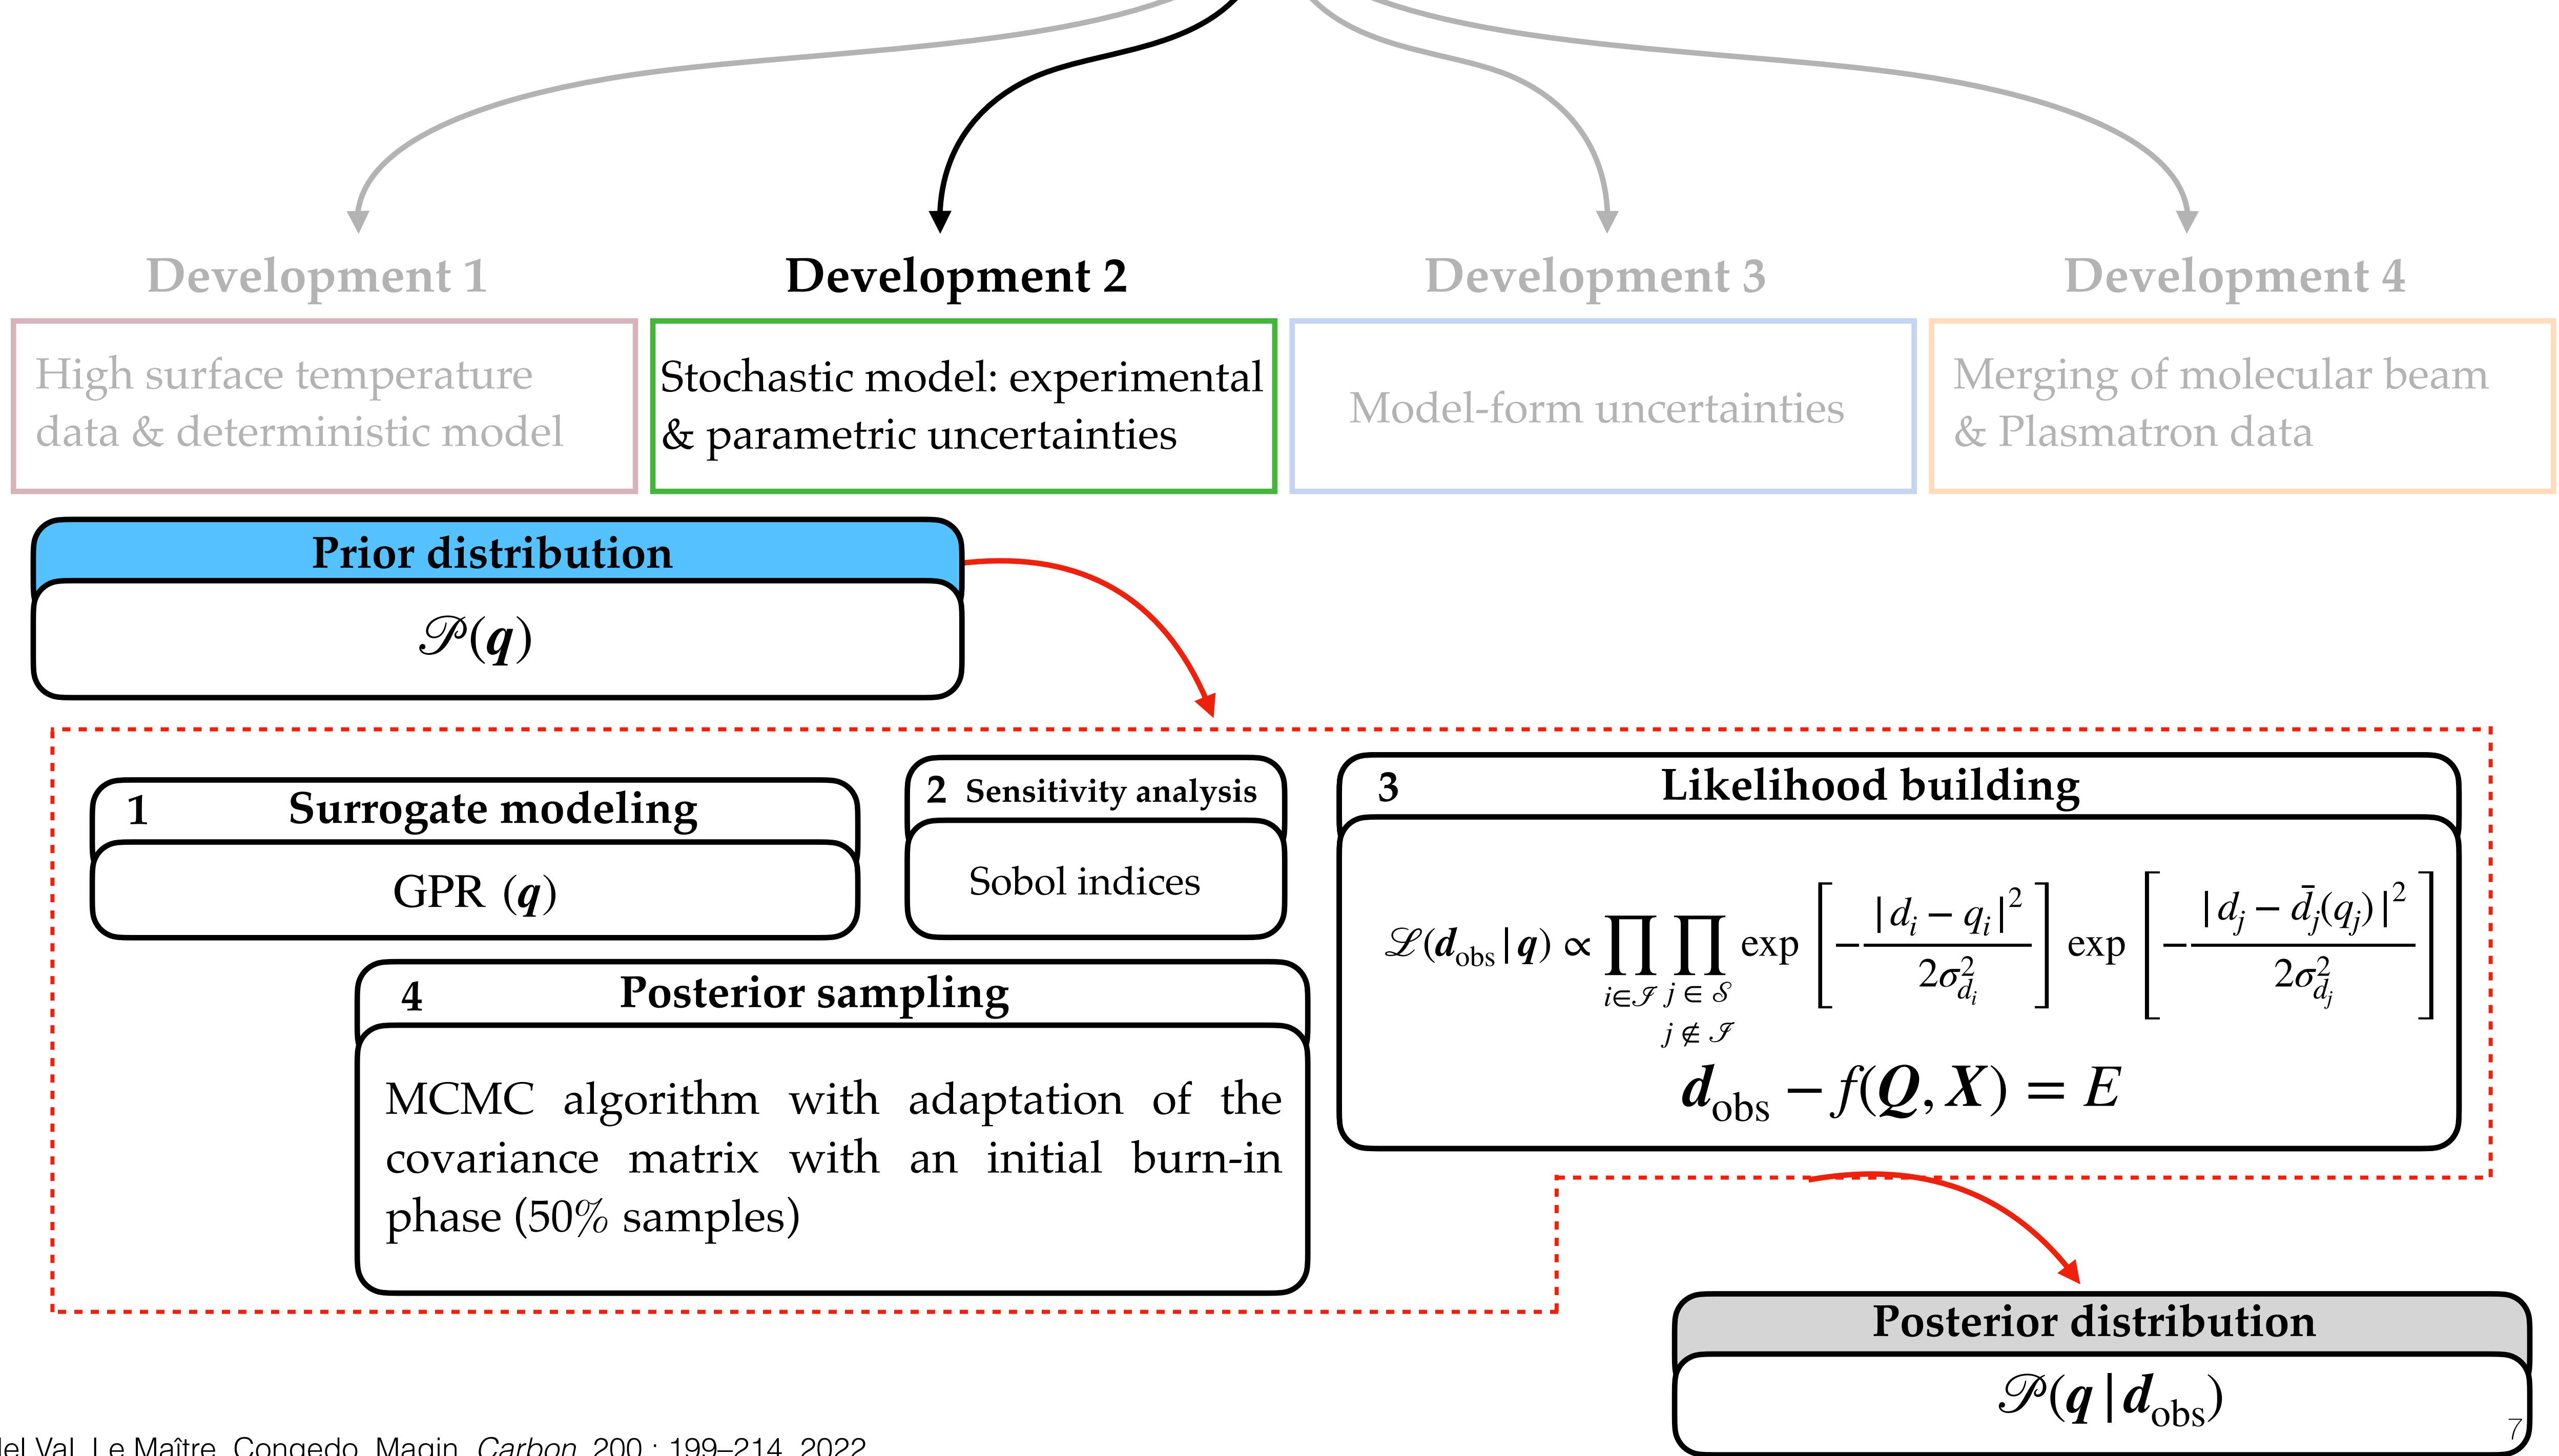 Development 1
Development 2
Development 3
Development 4
High surface temperature
data & deterministic model
Stochastic model: experimental
& parametric uncertainties
Model-form uncertainties
Merging of molecular beam
& Plasmatron data
Prior distribution
𝒫(q)
1 Surrogate modeling
GPR (q)
2 Sensitivity analysis
Sobol indices
3 Likelihood building
ℒ(d_obs | q) ∝ ∏_{i∈ℐ} ∏_{j∈𝒮, j∉ℐ} exp [−|d_i − q_i|²/2σ²_{d_i}] exp [−|d_j − d̄_j(q_j)|²/2σ²_{d_j}]
d_obs − f(Q, X) = E
4 Posterior sampling
MCMC algorithm with adaptation of the
covariance matrix with an initial burn-in
phase (50% samples)
Posterior distribution
𝒫(q | d_obs)
7
del Val, Le Maître, Congedo, Magin, Carbon, 200 : 199–214, 2022